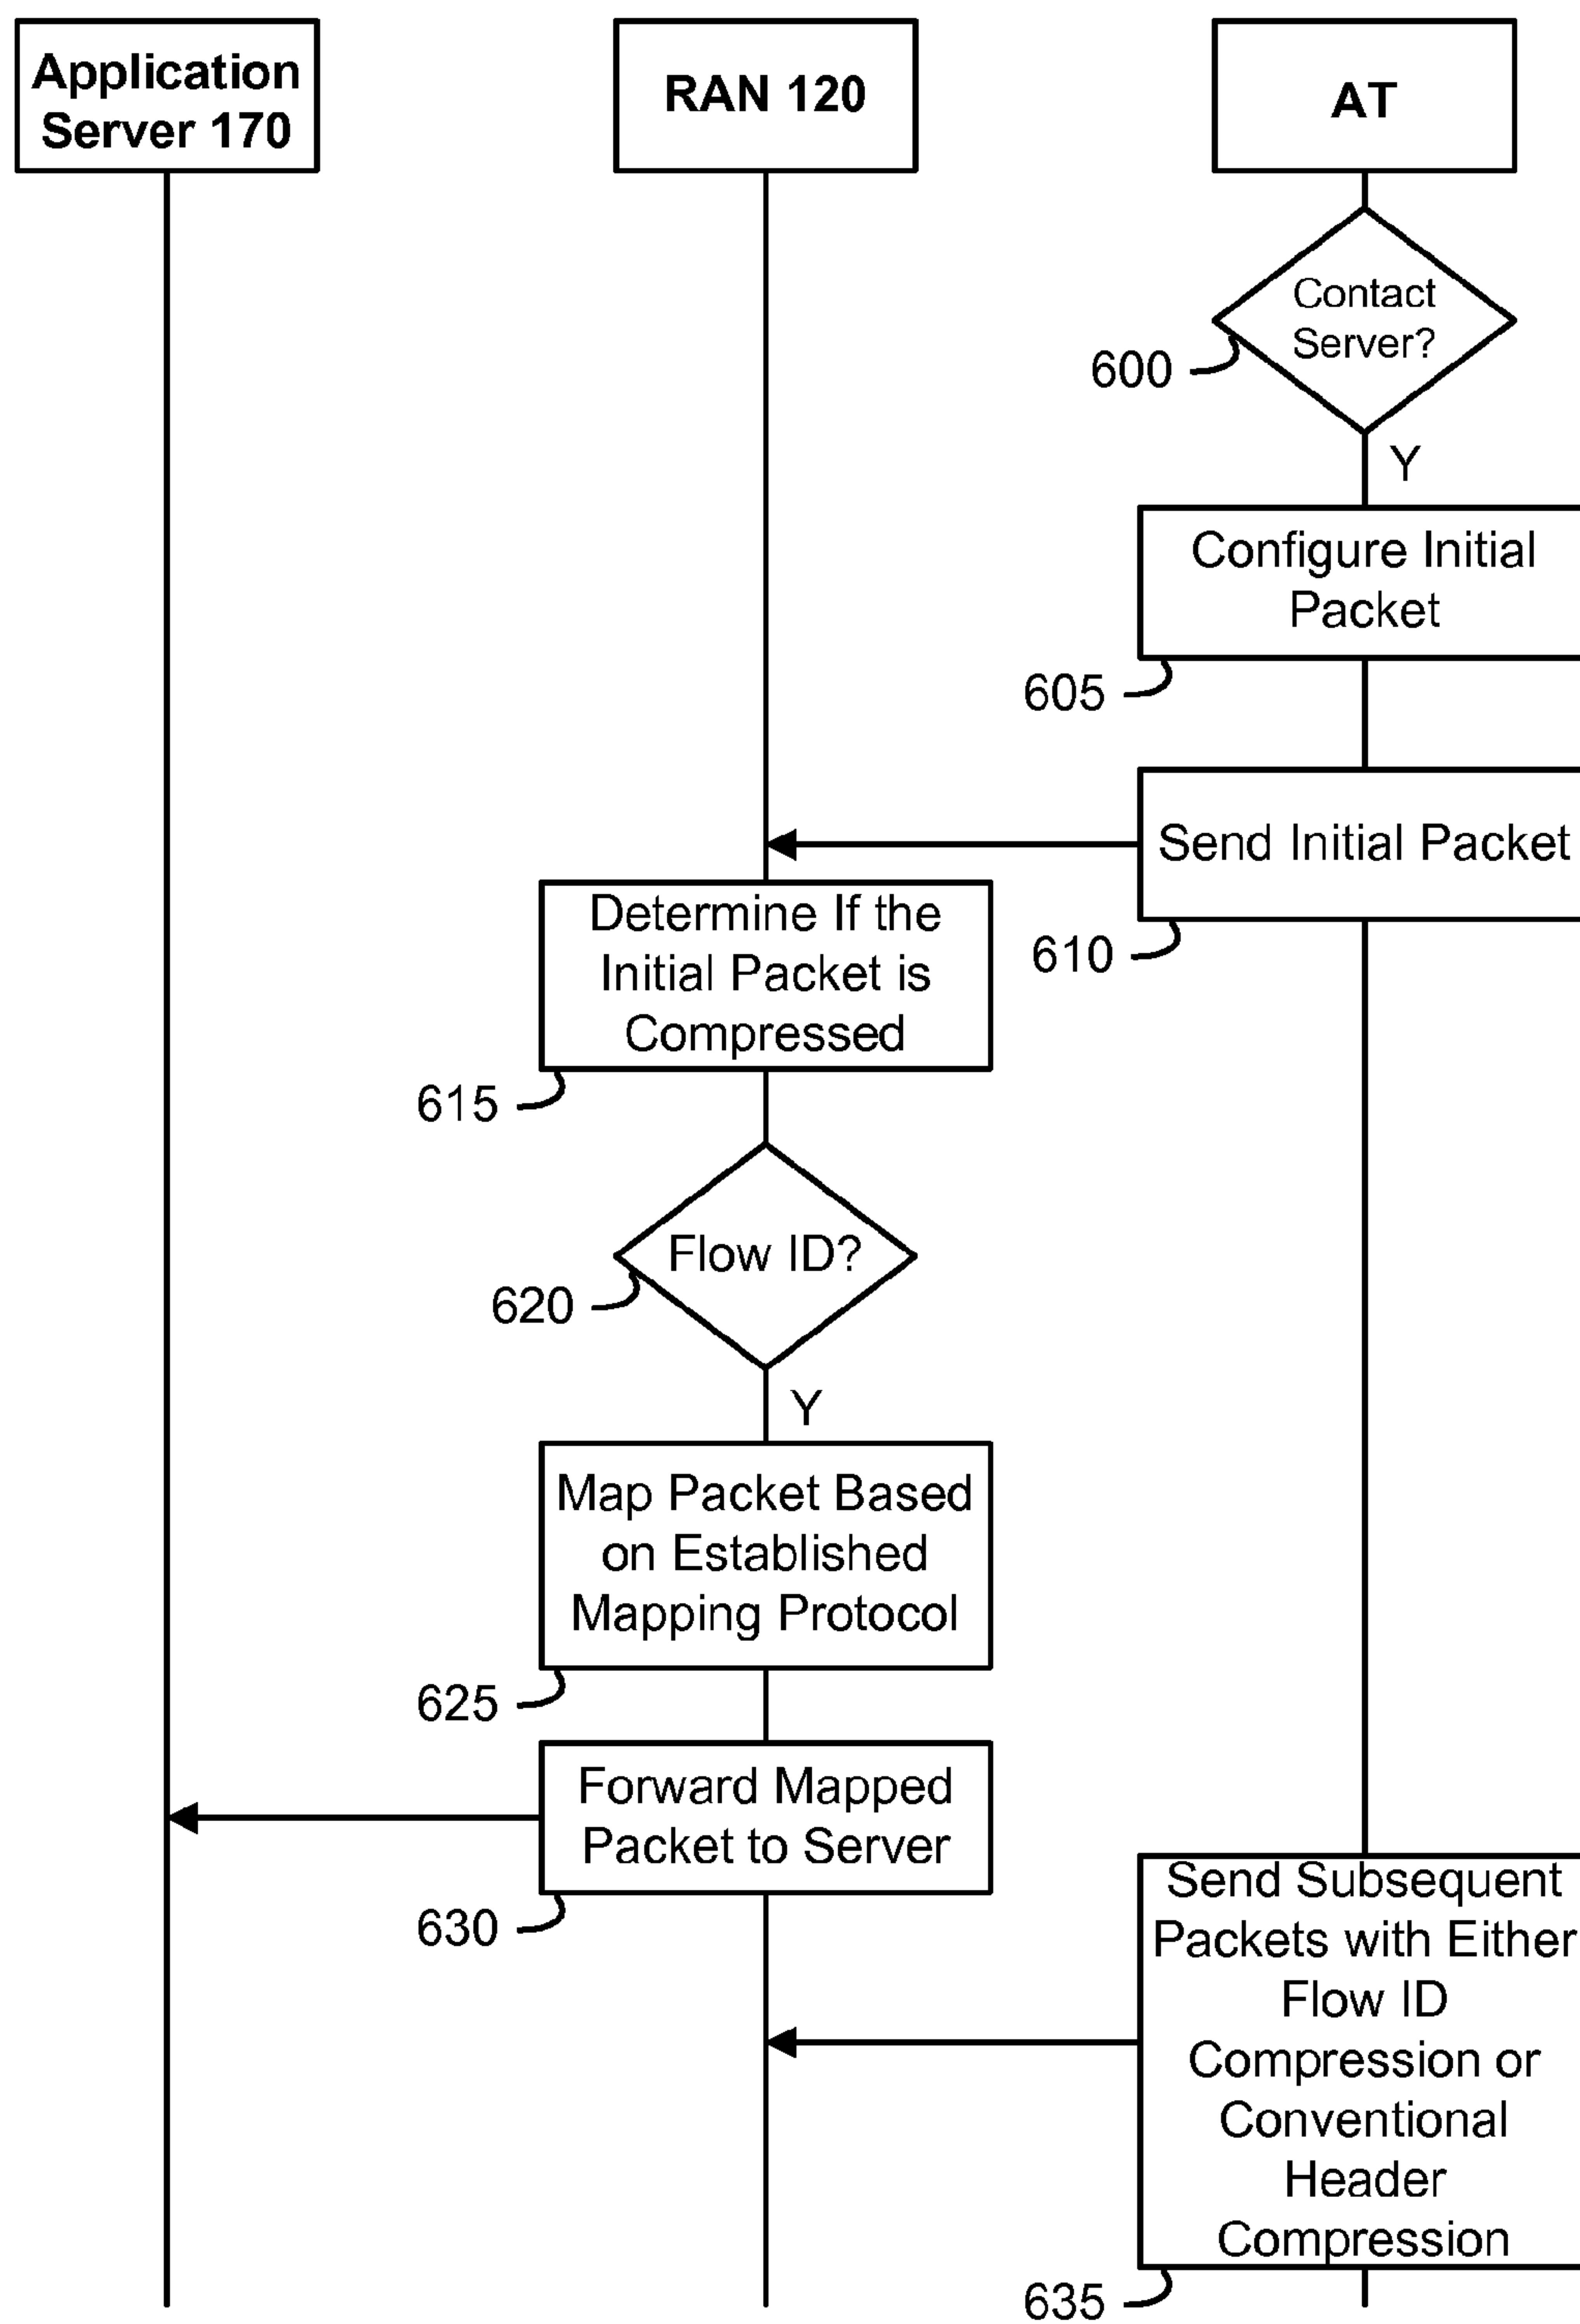 Application
Server 170
RAN 120
AT
Contact
Server?
600
Y
Configure Initial
Packet
605
Send Initial Packet
610
Determine If the
Initial Packet is
Compressed
615
Flow ID?
620
Y
Map Packet Based
on Established
Mapping Protocol
625
Forward Mapped
Packet to Server
630
Send Subsequent
Packets with Either
Flow ID
Compression or
Conventional
Header
Compression
635